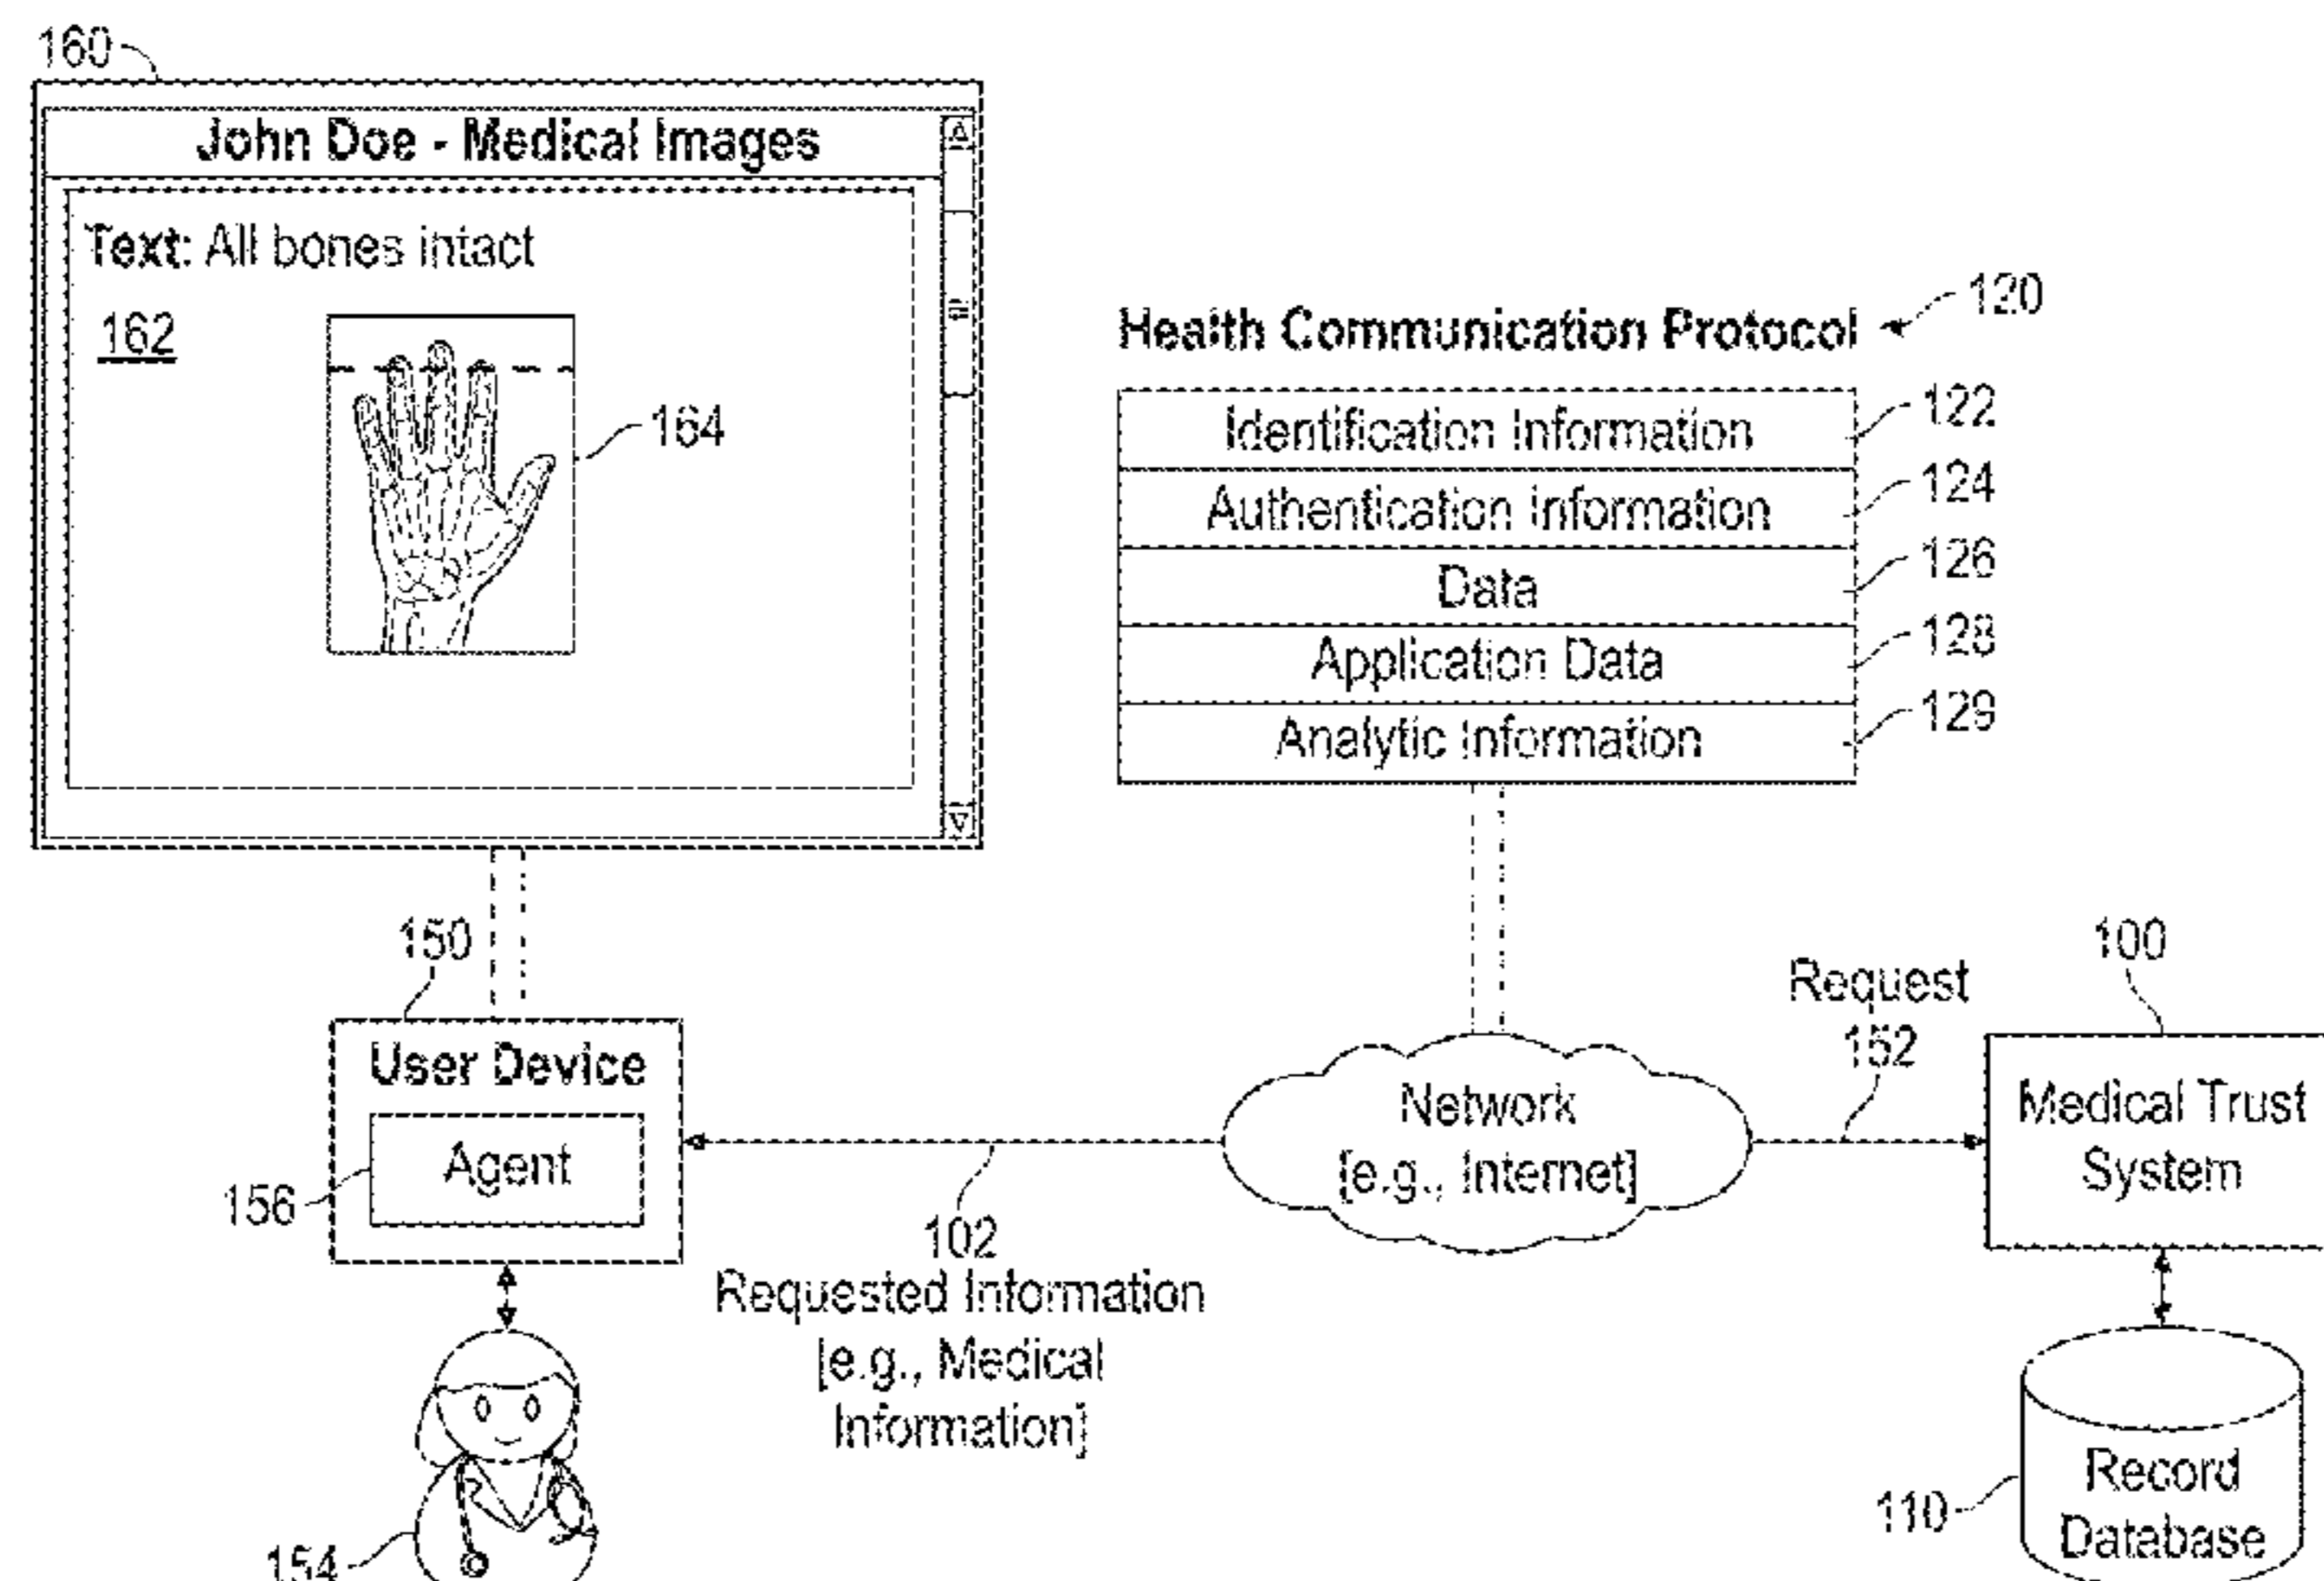 160
John Doe - Medical Images
Text: All bones intact
162
164
Health Communication Protocol
120
Identification Information
122
Authentication Information
124
Data
126
Application Data
128
Analytic Information
129
150
User Device
Agent
156
154
102
Requested Information
[e.g., Medical
Information]
Network
[e.g., Internet]
Request
152
100
Medical Trust
System
110
Record
Database